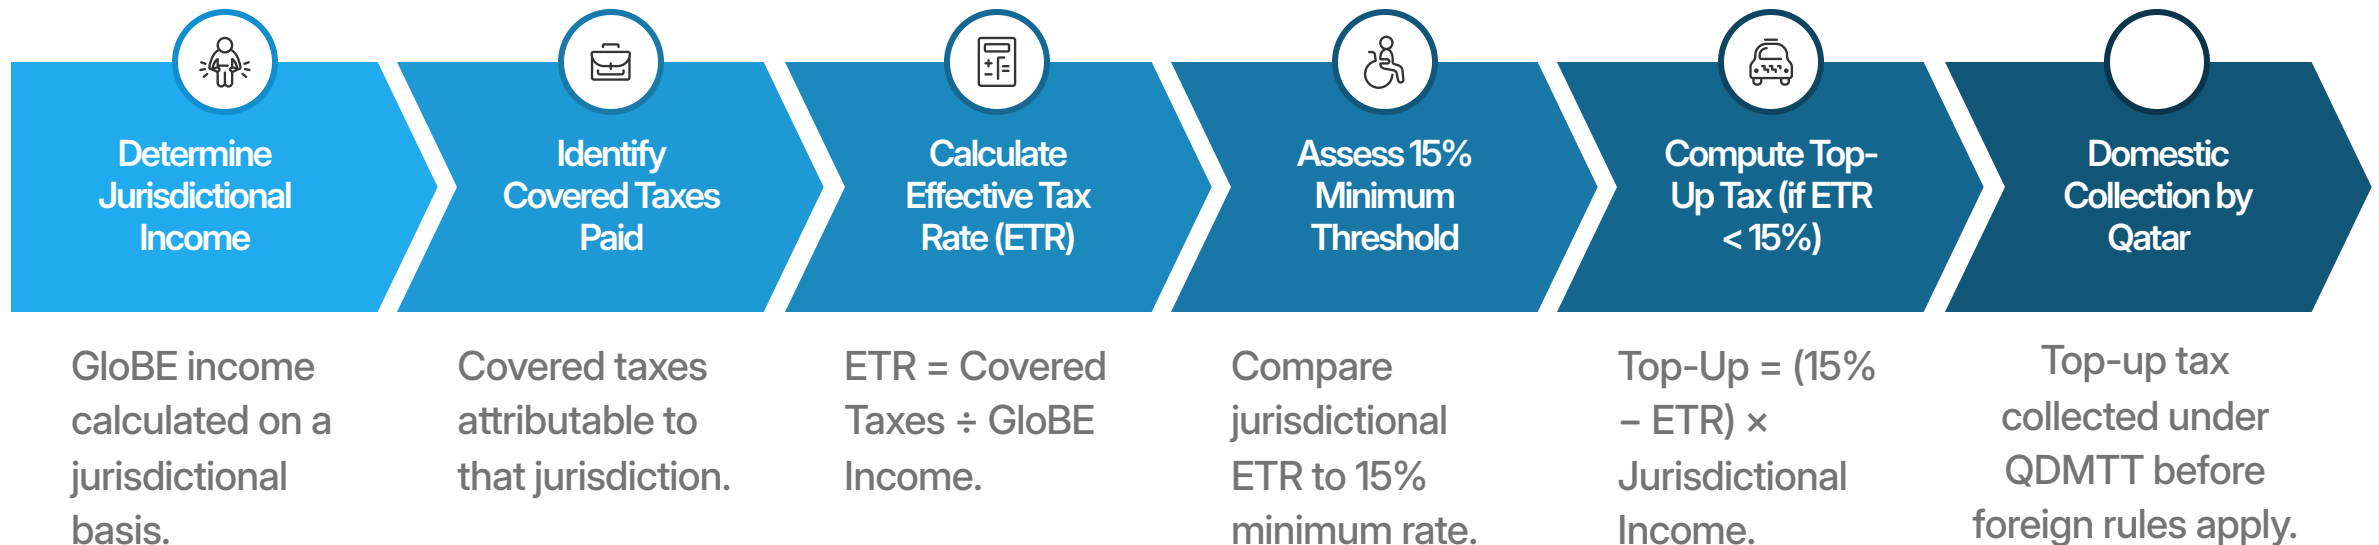 Determine
Jurisdictional
Income
Identify
Covered Taxes
Paid
Calculate
Effective Tax
Rate (ETR)
Assess 15%
Minimum
Threshold
Compute Top-
Up Tax (if ETR
< 15%)
Domestic
Collection by
Qatar
GloBE income
calculated on a
jurisdictional
basis.
Covered taxes
attributable to
that jurisdiction.
ETR = Covered
Taxes ÷ GloBE
Income.
Compare
jurisdictional
ETR to 15%
minimum rate.
Top-Up = (15%
– ETR) ×
Jurisdictional
Income.
Top-up tax
collected under
QDMTT before
foreign rules apply.